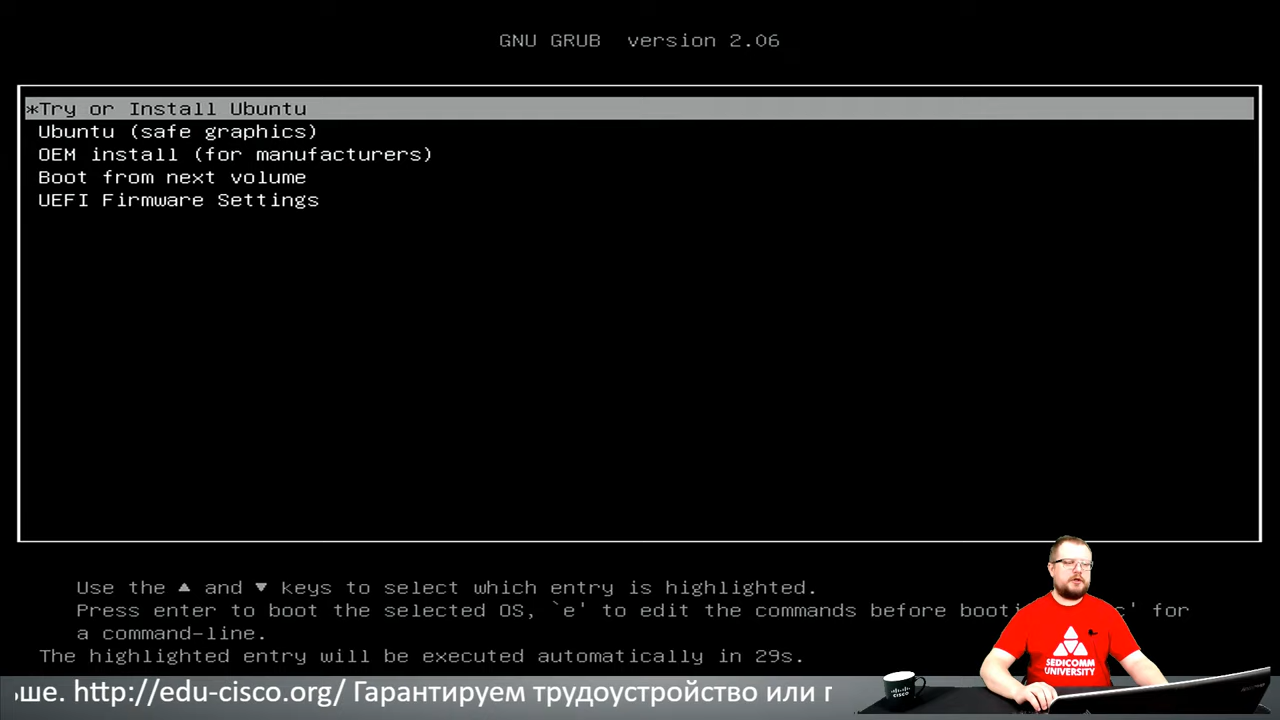 GNU GRUB version 2.06
*Try or Install Ubuntu
Ubuntu (safe graphics)
OEM install (for manufacturers)
Boot from next volume
UEFI Firmware Settings
Use the ▲ and ▼ keys to select which entry is highlighted.
Press enter to boot the selected OS, `e' to edit the commands before for
a command-line.
The highlighted entry will be executed automatically in 29s.
http://edu-cisco.org/ Гарантируем трудоустройство или
SEDICOMM
UNIVERSITY
cisco